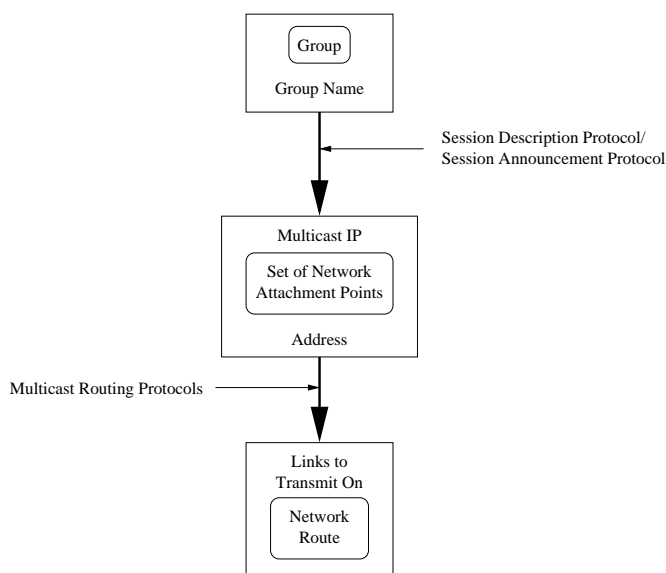 Group
Group Name
Session Description Protocol/
Session Announcement Protocol
Multicast IP
Set of Network
Attachment Points
Address
Multicast Routing Protocols
Links to
Transmit On
Network
Route